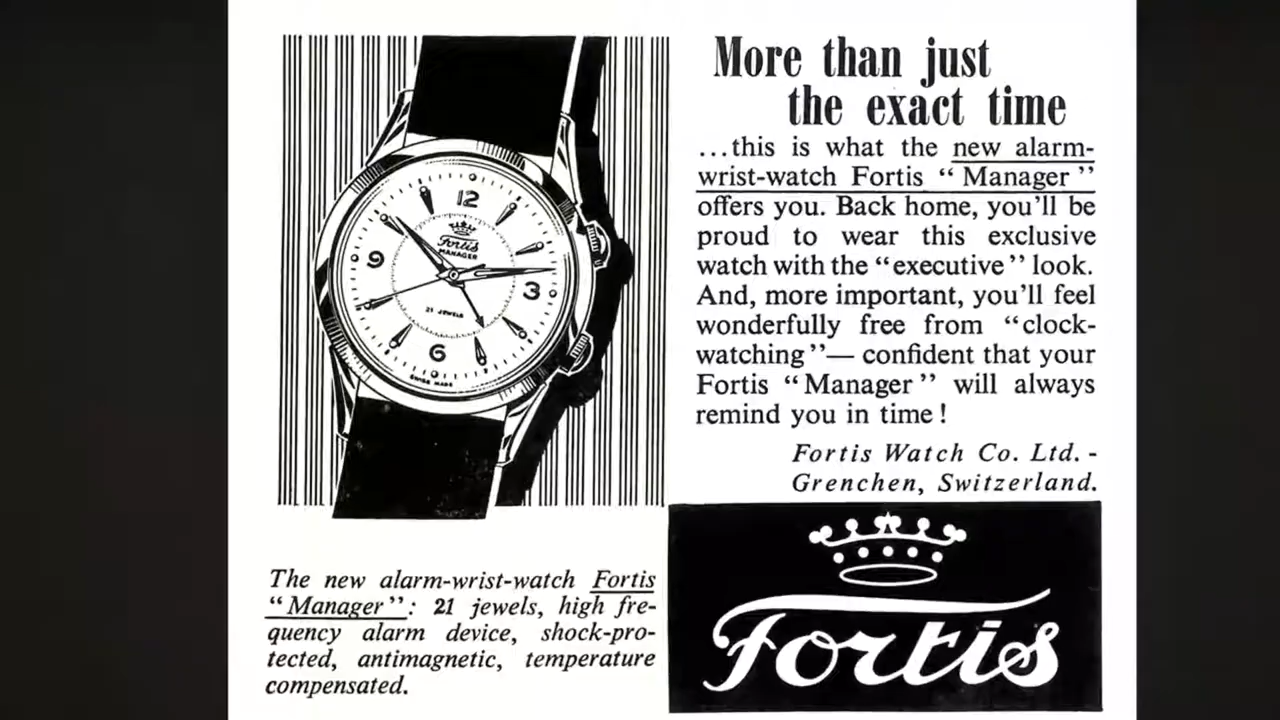 More than just
the exact time
...this is what the new alarm-
wrist-watch Fortis “ Manager ”
offers you. Back home, you’ll be
proud to wear this exclusive
watch with the “executive” look.
And, more important, you’ll feel
wonderfully free from “clock-
watching”— confident that your
Fortis “Manager” will always
remind you in time!
Fortis Watch Co. Ltd. -
Grenchen, Switzerland.
12
Fortis
MANAGER
9
3
21 JEWELS
6
SWISS MADE
The new alarm-wrist-watch Fortis
“Manager”: 21 jewels, high fre-
quency alarm device, shock-pro-
tected, antimagnetic, temperature
compensated.
Fortis